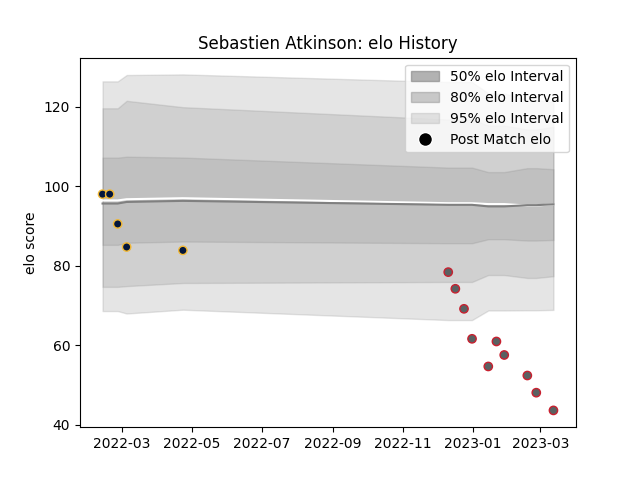 Sebastien Atkinson: elo History
50% elo Interval
80% elo Interval
95% elo Interval
Post Match elo
elo score
120
100
80
60
40
2022-03 2022-05 2022-07 2022-09 2022-11 2023-01 2023-03